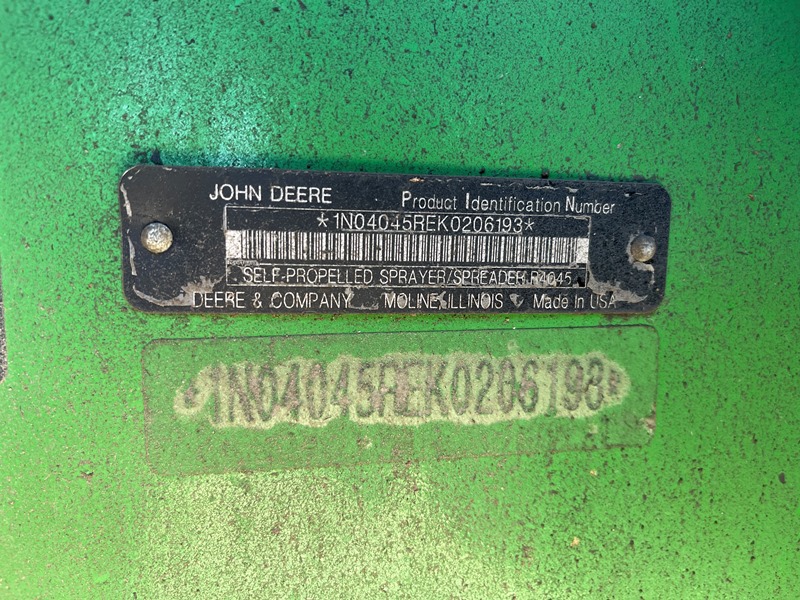 JOHN DEERE Product Identification Number
*1N04045REK0206193*
SELF-PROPELLED SPRAYER/SPREADER R4045
DEERE & COMPANY MOLINE, ILLINOIS Made In USA
*1N04045REK0206193*